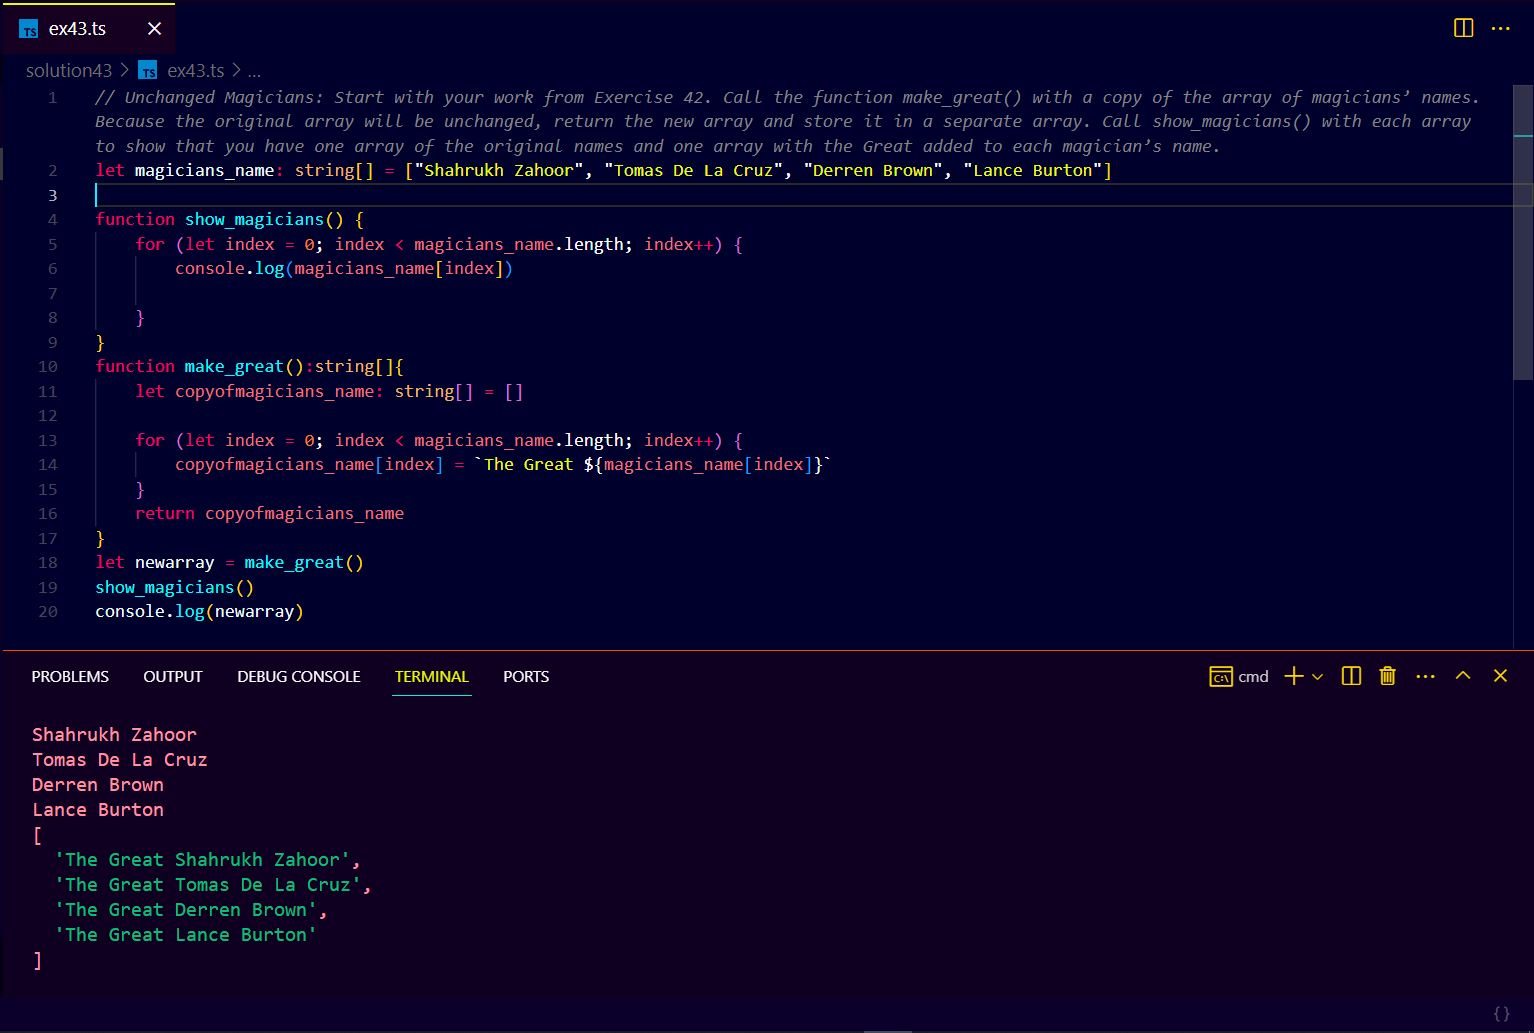 TS ex43.ts
solution43 > TS ex43.ts > ...
1 // Unchanged Magicians: Start with your work from Exercise 42. Call the function make_great() with a copy of the array of magicians’ names.
Because the original array will be unchanged, return the new array and store it in a separate array. Call show_magicians() with each array
to show that you have one array of the original names and one array with the Great added to each magician’s name.
2 let magicians_name: string[] = ["Shahrukh Zahoor", "Tomas De La Cruz", "Derren Brown", "Lance Burton"]
3
4 function show_magicians() {
5     for (let index = 0; index < magicians_name.length; index++) {
6         console.log(magicians_name[index])
7
8     }
9 }
10 function make_great():string[]{
11     let copyofmagicians_name: string[] = []
12
13     for (let index = 0; index < magicians_name.length; index++) {
14         copyofmagicians_name[index] = `The Great ${magicians_name[index]}`
15     }
16     return copyofmagicians_name
17 }
18 let newarray = make_great()
19 show_magicians()
20 console.log(newarray)
PROBLEMS OUTPUT DEBUG CONSOLE TERMINAL PORTS cmd
Shahrukh Zahoor
Tomas De La Cruz
Derren Brown
Lance Burton
[
  'The Great Shahrukh Zahoor',
  'The Great Tomas De La Cruz',
  'The Great Derren Brown',
  'The Great Lance Burton'
]
{}